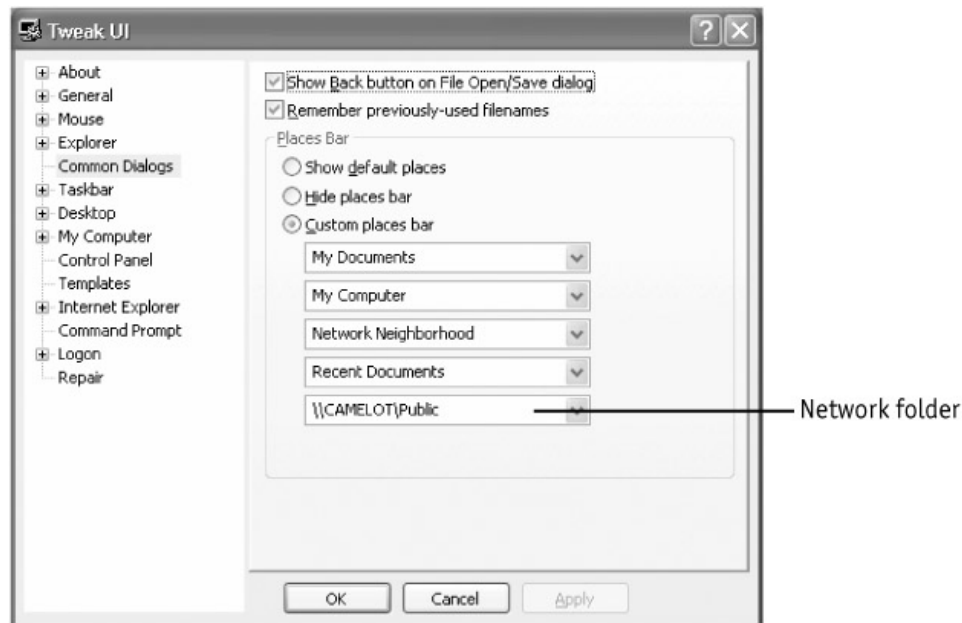 Tweak UI
About
General
Mouse
Explorer
Common Dialogs
Taskbar
Desktop
My Computer
Control Panel
Templates
Internet Explorer
Command Prompt
Logon
Repair
Show Back button on File Open/Save dialog
Remember previously-used filenames
Places Bar
Show default places
Hide places bar
Custom places bar
My Documents
My Computer
Network Neighborhood
Recent Documents
\\CAMELOT\Public
Network folder
OK Cancel Apply